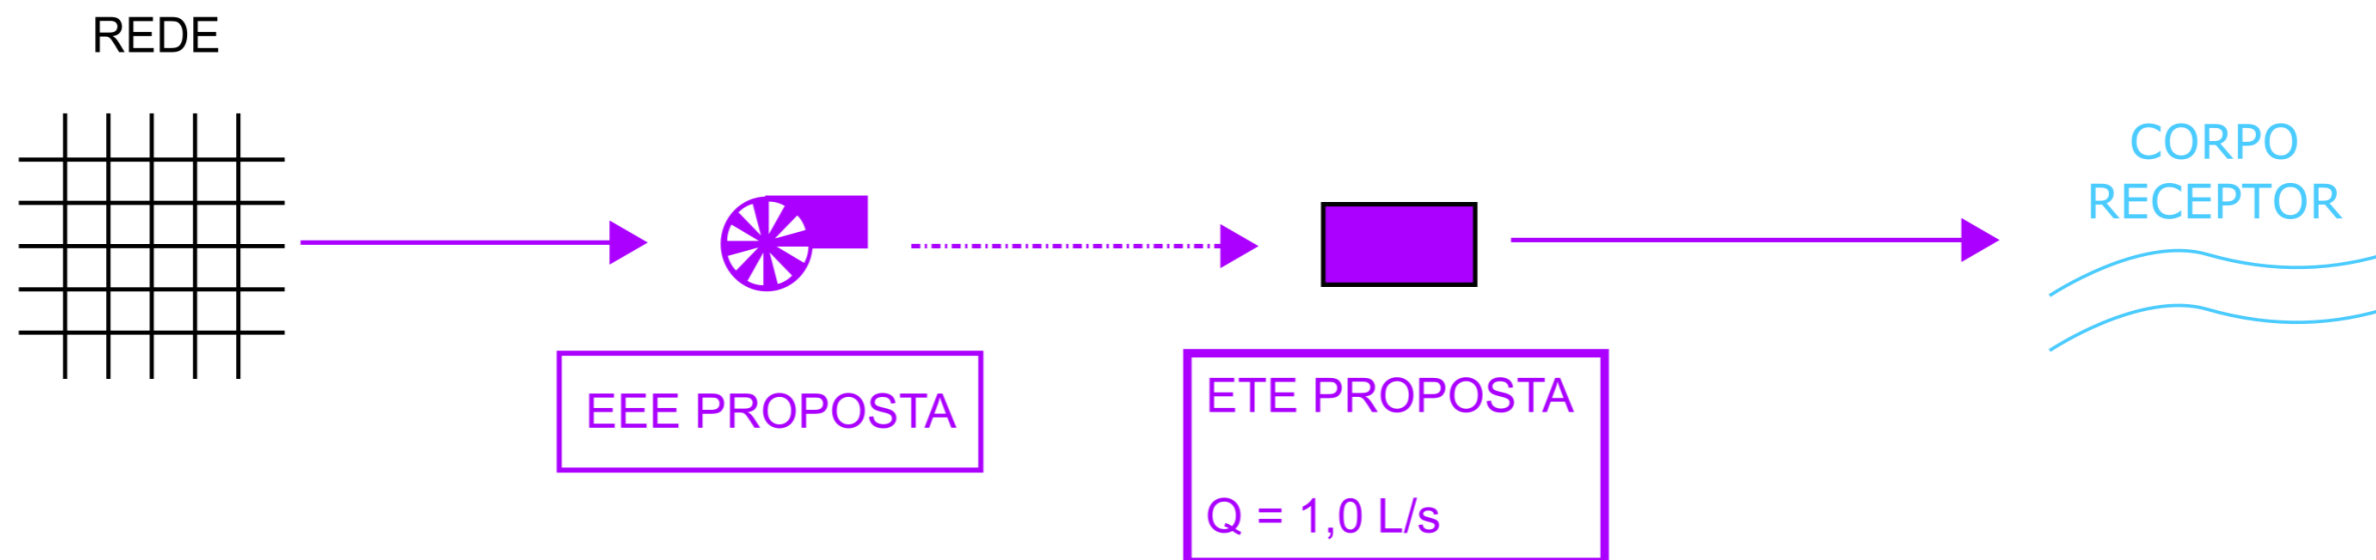 REDE
CORPO
RECEPTOR
EEE PROPOSTA
ETE PROPOSTA
Q = 1,0 L/s